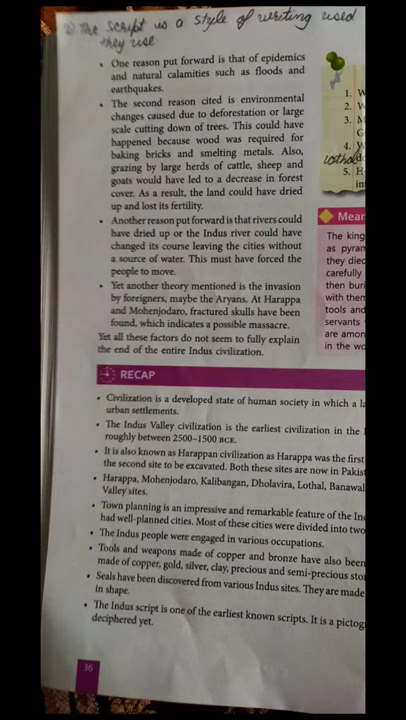 2) The Script is a style of writing used
they use
• One reason put forward is that of epidemics
and natural calamities such as floods and
earthquakes.
• The second reason cited is environmental
changes caused due to deforestation or large
scale cutting down of trees. This could have
happened because wood was required for
baking bricks and smelting metals. Also,
grazing by large herds of cattle, sheep and
goats would have led to a decrease in forest
cover. As a result, the land could have dried
up and lost its fertility.
• Another reason put forward is that rivers could
have dried up or the Indus river could have
changed its course leaving the cities without
a source of water. This must have forced the
people to move.
• Yet another theory mentioned is the invasion
by foreigners, maybe the Aryans. At Harappa
and Mohenjodaro, fractured skulls have been
found, which indicates a possible massacre.
Yet all these factors do not seem to fully explain
the end of the entire Indus civilization.
1. W
2. W
3. M
G
4. W
5. H
in
Mean
The king
as pyram
they died
carefully
then buri
with them
tools and
servants
are amon
in the wo
RECAP
• Civilization is a developed state of human society in which a la
urban settlements.
• The Indus Valley civilization is the earliest civilization in the
roughly between 2500–1500 BCE.
• It is also known as Harappan civilization as Harappa was the first
the second site to be excavated. Both these sites are now in Pakis
• Harappa, Mohenjodaro, Kalibangan, Dholavira, Lothal, Banawal
Valley sites.
• Town planning is an impressive and remarkable feature of the Ind
had well-planned cities. Most of these cities were divided into two
• The Indus people were engaged in various occupations.
• Tools and weapons made of copper and bronze have also been
made of copper, gold, silver, clay, precious and semi-precious sto
• Seals have been discovered from various Indus sites. They are made
in shape.
• The Indus script is one of the earliest known scripts. It is a pictog
deciphered yet.
36